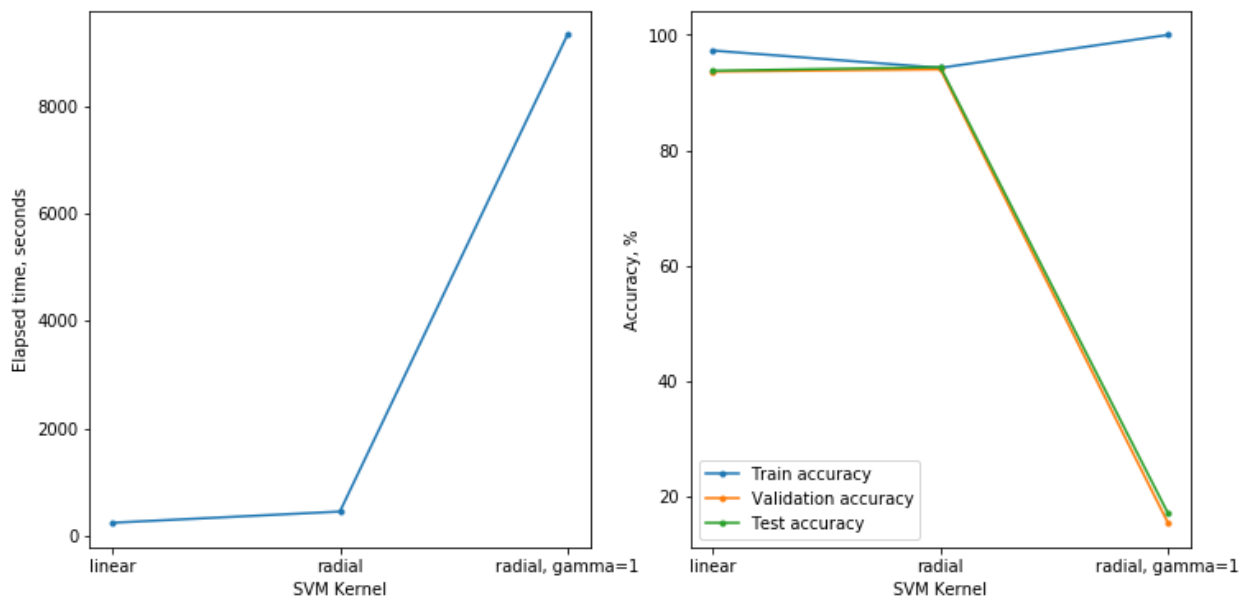 Elapsed time, seconds
8000
6000
4000
2000
0
linear
radial
radial, gamma=1
SVM Kernel
Accuracy, %
100
80
60
40
20
Train accuracy
Validation accuracy
Test accuracy
linear
radial
radial, gamma=1
SVM Kernel